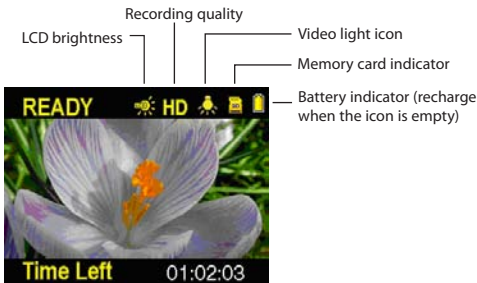 Recording quality
LCD brightness
Video light icon
Memory card indicator
Battery indicator (recharge
when the icon is empty)
READY HD
Time Left 01:02:03